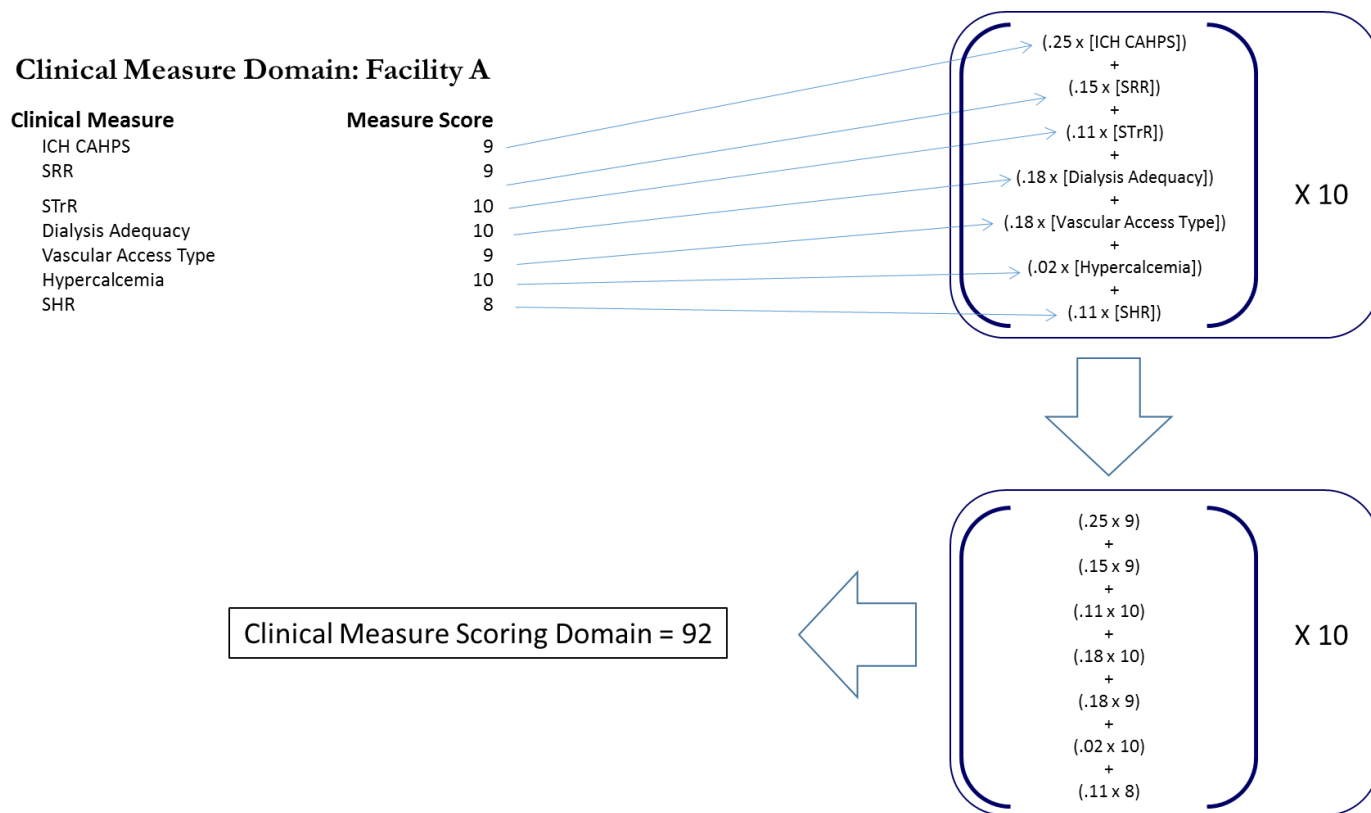 Clinical Measure Domain: Facility A
Clinical Measure Measure Score
ICH CAHPS 9
SRR 9
STrR 10
Dialysis Adequacy 10
Vascular Access Type 9
Hypercalcemia 10
SHR 8
(.25 x [ICH CAHPS])
+
(.15 x [SRR])
+
(.11 x [STrR])
+
(.18 x [Dialysis Adequacy])
+
(.18 x [Vascular Access Type])
+
(.02 x [Hypercalcemia])
+
(.11 x [SHR])
X 10
(.25 x 9)
+
(.15 x 9)
+
(.11 x 10)
+
(.18 x 10)
+
(.18 x 9)
+
(.02 x 10)
+
(.11 x 8)
X 10
Clinical Measure Scoring Domain = 92